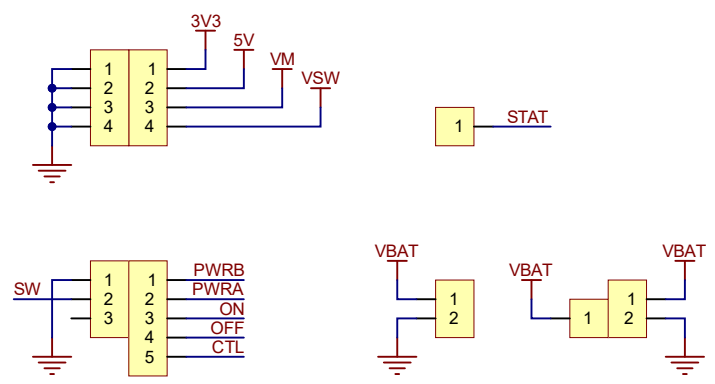 3V3
5V
VM
VSW
1 1
2 2
3 3
4 4
1 STAT
1 1 PWRB
SW 2 2 PWRA
3 3 ON
4 OFF
5 CTL
VBAT
1
2
VBAT
VBAT
1
1 2